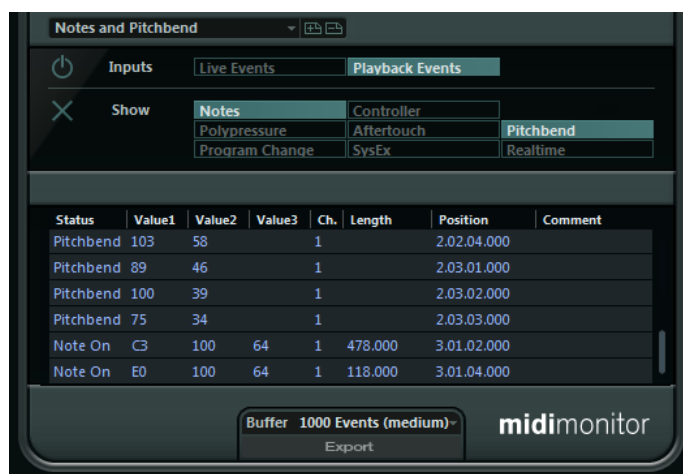 Notes and Pitchbend
Inputs Live Events Playback Events
Show Notes Controller
Polypressure Aftertouch Pitchbend
Program Change SysEx Realtime
Status Value1 Value2 Value3 Ch. Length Position Comment
Pitchbend 103 58 1 2.02.04.000
Pitchbend 89 46 1 2.03.01.000
Pitchbend 100 39 1 2.03.02.000
Pitchbend 75 34 1 2.03.03.000
Note On C3 100 64 1 478.000 3.01.02.000
Note On E0 100 64 1 118.000 3.01.04.000
Buffer 1000 Events (medium)
Export
midimonitor